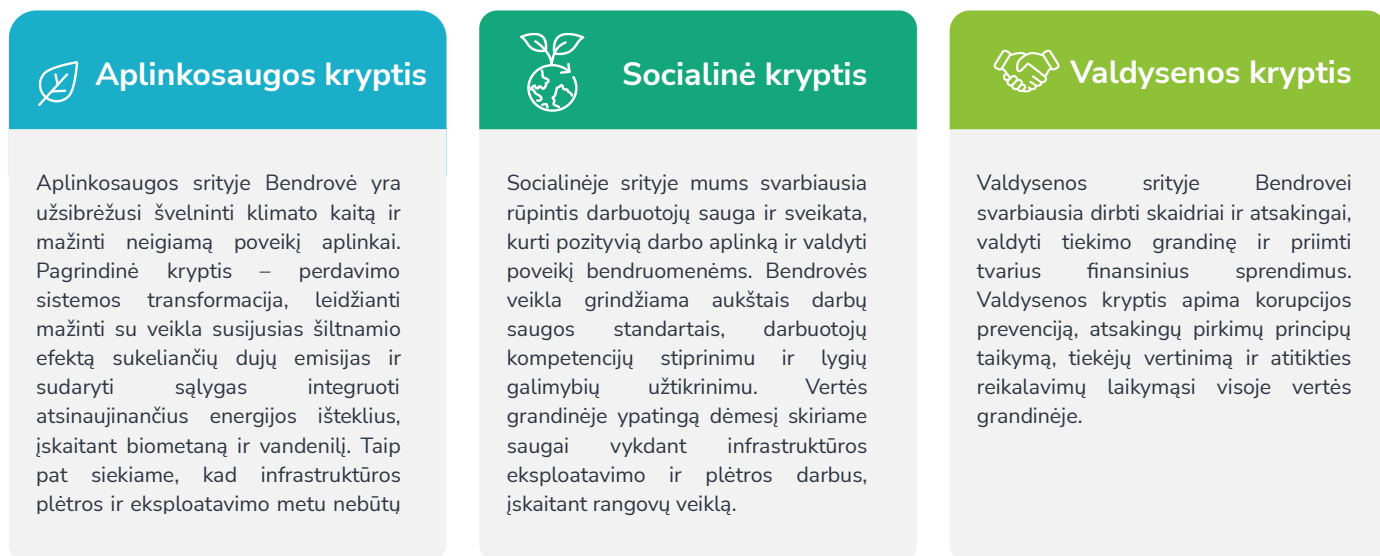 Aplinkosaugos kryptis
Aplinkosaugos srityje Bendrovė yra
užsibrėžusi švelninti klimato kaitą ir
mažinti neigiamą poveikį aplinkai.
Pagrindinė kryptis – perdavimo
sistemos transformacija, leidžianti
mažinti su veikla susijusias šiltnamio
efektą sukeliančių dujų emisijas ir
sudaryti sąlygas integruoti
atsinaujinančius energijos išteklius,
įskaitant biometaną ir vandenilį. Taip
pat siekiame, kad infrastruktūros
plėtros ir eksploatavimo metu nebūtų
Socialinė kryptis
Socialinėje srityje mums svarbiausia
rūpintis darbuotojų sauga ir sveikata,
kurti pozityvią darbo aplinką ir valdyti
poveikį bendruomenėms. Bendrovės
veikla grindžiama aukštais darbų
saugos standartais, darbuotojų
kompetencijų stiprinimu ir lygių
galimybių užtikrinimu. Vertės
grandinėje ypatingą dėmesį skiriame
saugai vykdant infrastruktūros
eksploatavimo ir plėtros darbus,
įskaitant rangovų veiklą.
Valdysenos kryptis
Valdysenos srityje Bendrovei
svarbiausia dirbti skaidriai ir atsakingai,
valdyti tiekimo grandinę ir priimti
tvarius finansinius sprendimus.
Valdysenos kryptis apima korupcijos
prevenciją, atsakingų pirkimų principų
taikymą, tiekėjų vertinimą ir atitikties
reikalavimų laikymąsi visoje vertės
grandinėje.